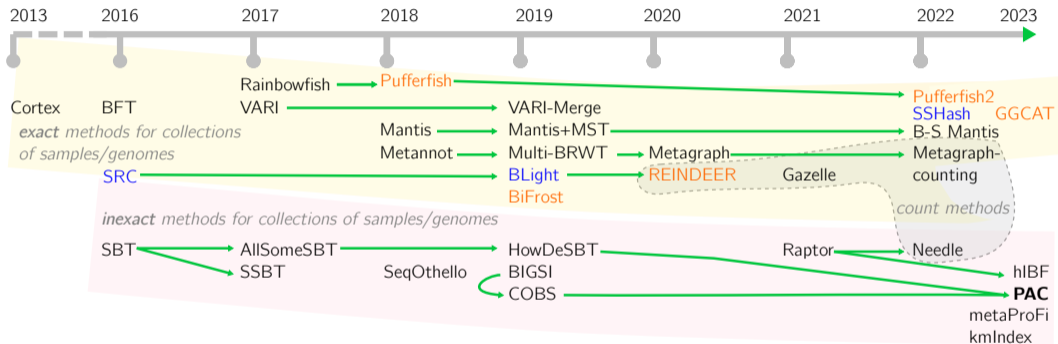 2013 2016 2017 2018 2019 2020 2021 2022 2023
Rainbowfish Pufferfish
Pufferfish2
Cortex BFT VARI VARI-Merge
SSHash GGCAT
exact methods for collections Mantis Mantis+MST B-S Mantis
of samples/genomes Metannot Multi-BRWT Metagraph Metagraph-
SRC BLight REINDEER Gazelle counting
BiFrost
count methods
inexact methods for collections of samples/genomes
SBT AllSomeSBT HowDeSBT Raptor Needle
SSBT SeqOthello BIGSI hIBF
COBS PAC
metaProFi
kmIndex